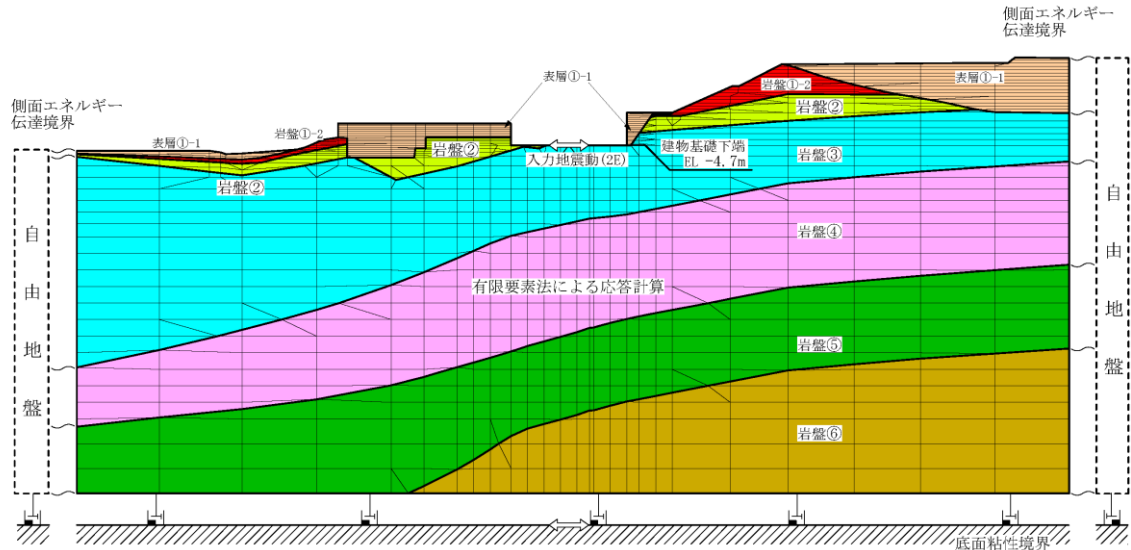 側面エネルギー
伝達境界
表層①-1
側面エネルギー
伝達境界
表層①-1
岩盤①-2
岩盤②
表層①-1
岩盤①-2
岩盤②
岩盤②
入力地震動(2E)
建物基礎下端
EL -4.7m
岩盤③
自由地盤
自由地盤
岩盤④
有限要素法による応答計算
岩盤⑤
岩盤⑥
底面粘性境界